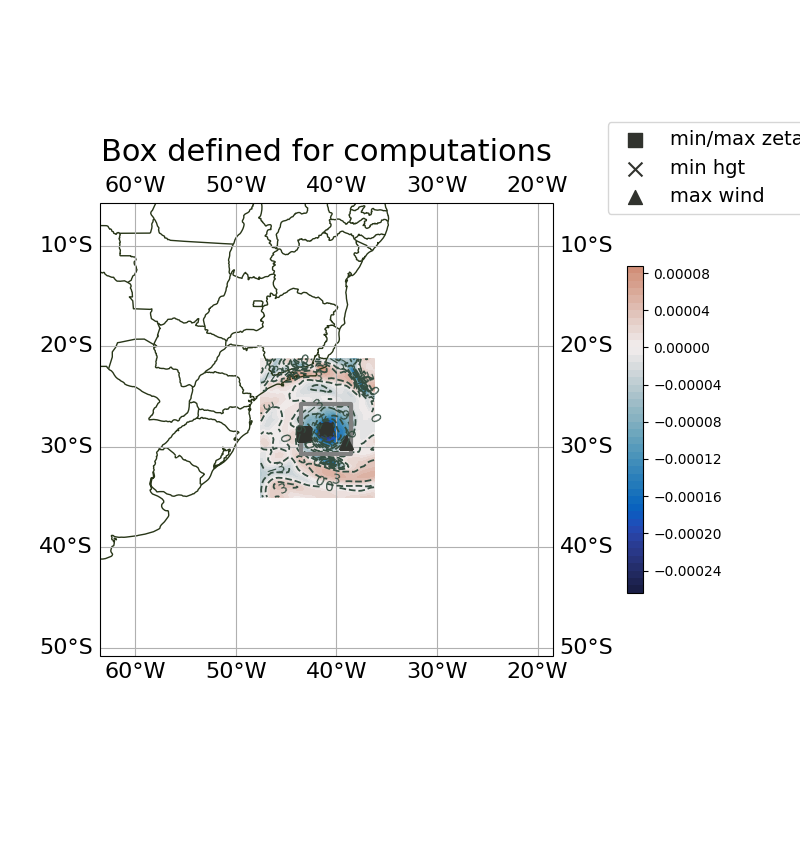 Box defined for computations
min/max zeta
min hgt
max wind
60°W 50°W 40°W 30°W 20°W
10°S 10°S
20°S 20°S
30°S 30°S
40°S 40°S
50°S 50°S
60°W 50°W 40°W 30°W 20°W
0.00008
0.00004
0.00000
−0.00004
−0.00008
−0.00012
−0.00016
−0.00020
−0.00024